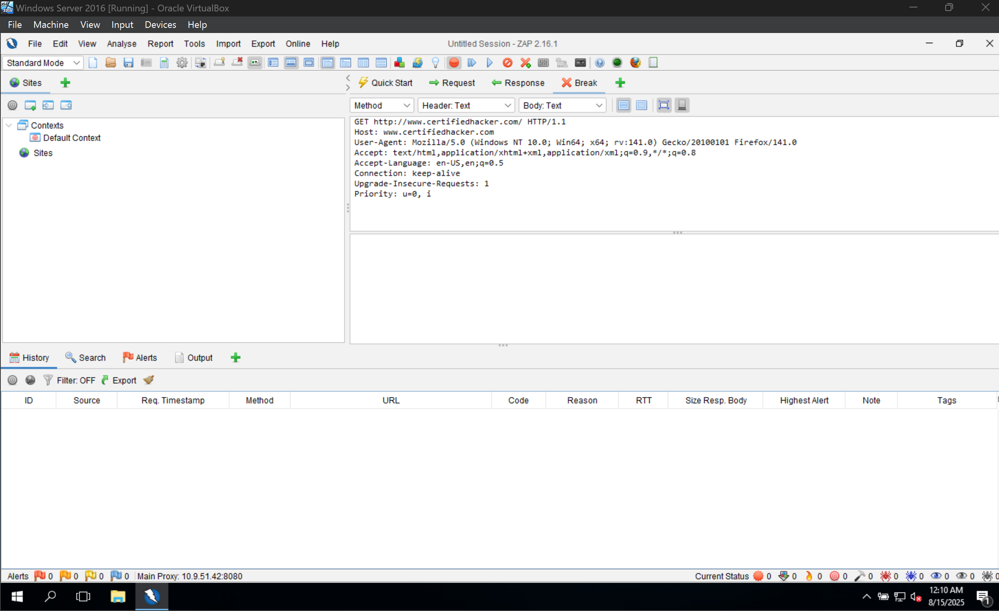 Windows Server 2016 [Running] - Oracle VirtualBox
File Machine View Input Devices Help
File Edit View Analyse Report Tools Import Export Online Help
Untitled Session - ZAP 2.16.1
Standard Mode
Sites
Quick Start Request Response Break
Method Header: Text Body: Text
Contexts
Default Context
Sites
GET http://www.certifiedhacker.com/ HTTP/1.1
Host: www.certifiedhacker.com
User-Agent: Mozilla/5.0 (Windows NT 10.0; Win64; x64; rv:141.0) Gecko/20100101 Firefox/141.0
Accept: text/html,application/xhtml+xml,application/xml;q=0.9,*/*;q=0.8
Accept-Language: en-US,en;q=0.5
Connection: keep-alive
Upgrade-Insecure-Requests: 1
Priority: u=0, i
History Search Alerts Output
Filter: OFF Export
ID Source Req. Timestamp Method URL Code Reason RTT Size Resp. Body Highest Alert Note Tags
Alerts 0 0 0 0 Main Proxy: 10.9.51.42:8080
Current Status 0 0 0 0 0 0 0 0 0 0
12:10 AM
8/15/2025
1